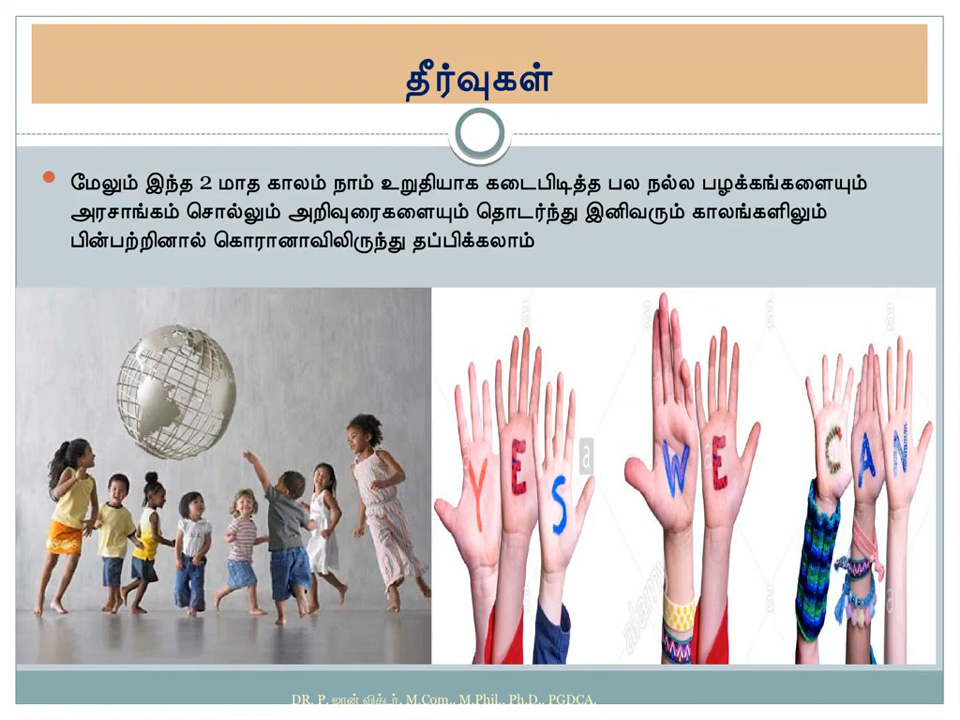 தீர்வுகள்
மேலும் இந்த 2 மாத காலம் நாம் உறுதியாக கடைபிடித்த பல நல்ல பழக்கங்களையும்
அரசாங்கம் சொல்லும் அறிவுரைகளையும் தொடர்ந்து இனிவரும் காலங்களிலும்
பின்பற்றினால் கொரானாவிலிருந்து தப்பிக்கலாம்
YES WE CAN
a
alamy
DR. P. ஜான் விக்டர், M.Com., M.Phil., Ph.D., PGDCA.